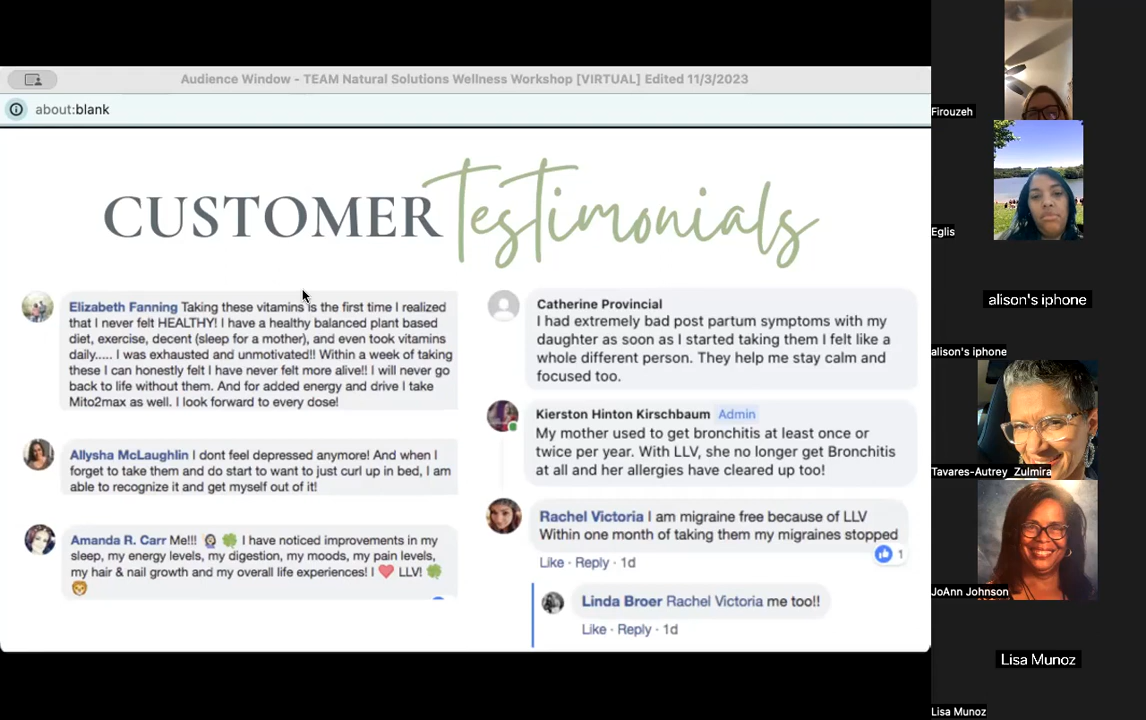 Audience Window - TEAM Natural Solutions Wellness Workshop [VIRTUAL] Edited 11/3/2023
about:blank
CUSTOMER Testimonials
Elizabeth Fanning Taking these vitamins is the first time I realized
that I never felt HEALTHY! I have a healthy balanced plant based
diet, exercise, decent (sleep for a mother), and even took vitamins
daily..... I was exhausted and unmotivated!! Within a week of taking
these I can honestly felt I have never felt more alive!! I will never go
back to life without them. And for added energy and drive I take
Mito2max as well. I look forward to every dose!
Allysha McLaughlin I dont feel depressed anymore! And when I
forget to take them and do start to want to just curl up in bed, I am
able to recognize it and get myself out of it!
Amanda R. Carr Me!!! 🙋🏼‍♀️ 🍀 I have noticed improvements in my
sleep, my energy levels, my digestion, my moods, my pain levels,
my hair & nail growth and my overall life experiences! I ❤️ LLV! 🍀
🦁
Catherine Provincial
I had extremely bad post partum symptoms with my
daughter as soon as I started taking them I felt like a
whole different person. They help me stay calm and
focused too.
Kierston Hinton Kirschbaum Admin
My mother used to get bronchitis at least once or
twice per year. With LLV, she no longer get Bronchitis
at all and her allergies have cleared up too!
Rachel Victoria I am migraine free because of LLV
Within one month of taking them my migraines stopped
1
Like · Reply · 1d
Linda Broer Rachel Victoria me too!!
Like · Reply · 1d
Firouzeh
Eglis
alison's iphone
alison's iphone
Tavares-Autrey_Zulmira
JoAnn Johnson
Lisa Munoz
Lisa Munoz